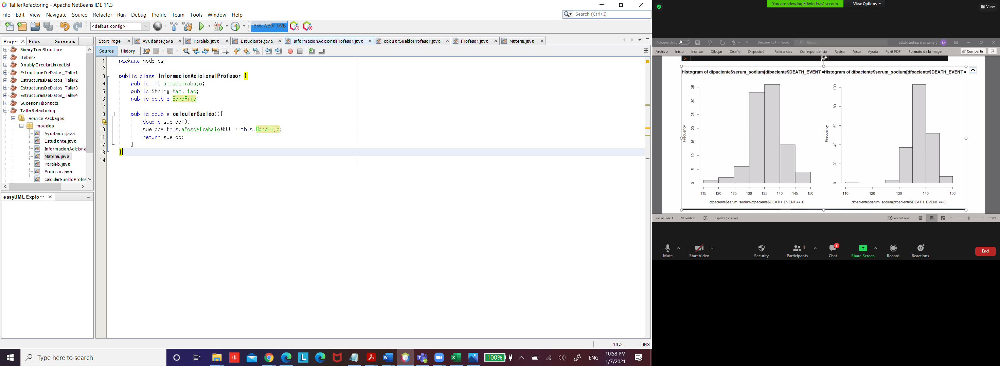 TalllerRefactoring - Apache NetBeans IDE 11.3
File Edit View Navigate Source Refactor Run Debug Profile Team Tools Window Help
Search (Ctrl+I)
<default config>
856.7/894.0MB
Proj··· Files Services
BinaryTreeStructure
Deber7
DoublyCircularLinkedList
EstructurasDeDatos_Taller1
EstructurasDeDatos_Taller2
EstructurasDeDatos_Taller3
EstructurasDeDatos_Taller4
SucesionFibonacci
TalllerRefactoring
Source Packages
modelos
Ayudante.java
Estudiante.java
InformacionAdiciona
Materia.java
Paralelo.java
Profesor.java
calcularSueldoProfes
easyUML Explo···
Start Page Ayudante.java Paralelo.java Estudiante.java InformacionAdicionalProfesor.java calcularSueldoProfesor.java Profesor.java Materia.java
Source History
1 package modelos;
2
3 public class InformacionAdicionalProfesor {
4 public int añosdeTrabajo;
5 public String facultad;
6 public double BonoFijo;
7
8 public double calcularSueldo(){
double sueldo=0;
10 sueldo= this.añosdeTrabajo*600 + this.BonoFijo;
11 return sueldo;
12 }
13 }
14
13:2 INS
You are viewing Edwin Eras' screen View Options View
Autoguardado Documento1 - Word Buscar edwin andrew eras zamora EA
Archivo Inicio Insertar Dibujar Diseño Disposición Referencias Correspondencia Revisar Vista Ayuda Foxit PDF Formato de la imagen Compartir
>
Histogram of dfpaciente$serum_sodium[dfpaciente$DEATH_EVENT =
Frequency
0 5 10 15 20 25 30 35
115 120 125 130 135 140 145 150
dfpaciente$serum_sodium[dfpaciente$DEATH_EVENT == 1]
Histogram of dfpaciente$serum_sodium[dfpaciente$DEATH_EVENT =
Frequency
0 20 40 60 80 100
110 120 130 140 150
dfpaciente$serum_sodium[dfpaciente$DEATH_EVENT == 0]
Página 3 de 3 10 palabras Español (Ecuador) Concentración 150%
Mute Start Video Security Participants 4 Chat 2 Share Screen Record Reactions End
Type here to search
100% ENG 10:58 PM
1/7/2021